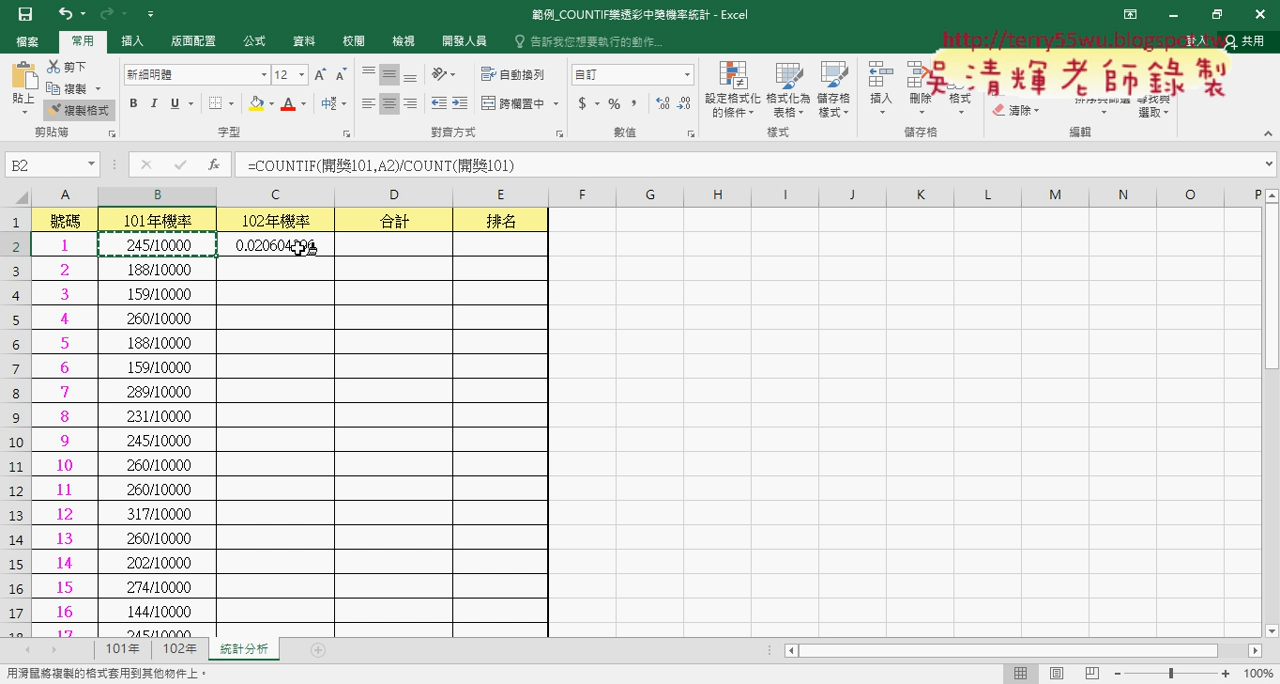 範例_COUNTIF樂透彩中獎機率統計 - Excel
檔案 常用 插入 版面配置 公式 資料 校閱 檢視 開發人員 告訴我您想要執行的動作... 登入 共用
http://terry55wu.blogspot.tw
吳清輝老師錄製
貼上 剪下 複製 複製格式 剪貼簿
新細明體 12 B I U A 中 字型
自動換列 跨欄置中 對齊方式
自訂 $ % , 數值
設定格式化的條件 格式化為表格 儲存格樣式 樣式
插入 刪除 格式 儲存格
清除 排序與篩選 尋找與選取 編輯
B2 fx =COUNTIF(開獎101,A2)/COUNT(開獎101)
A B C D E F G H I J K L M N O P
1 號碼 101年機率 102年機率 合計 排名
2 1 245/10000
3 2 188/10000
4 3 159/10000
5 4 260/10000
6 5 188/10000
7 6 159/10000
8 7 289/10000
9 8 231/10000
10 9 245/10000
11 10 260/10000
12 11 260/10000
13 12 317/10000
14 13 260/10000
15 14 202/10000
16 15 274/10000
17 16 144/10000
18 17 245/10000
101年 102年 統計分析
用滑鼠將複製的格式套用到其他物件上。 100%